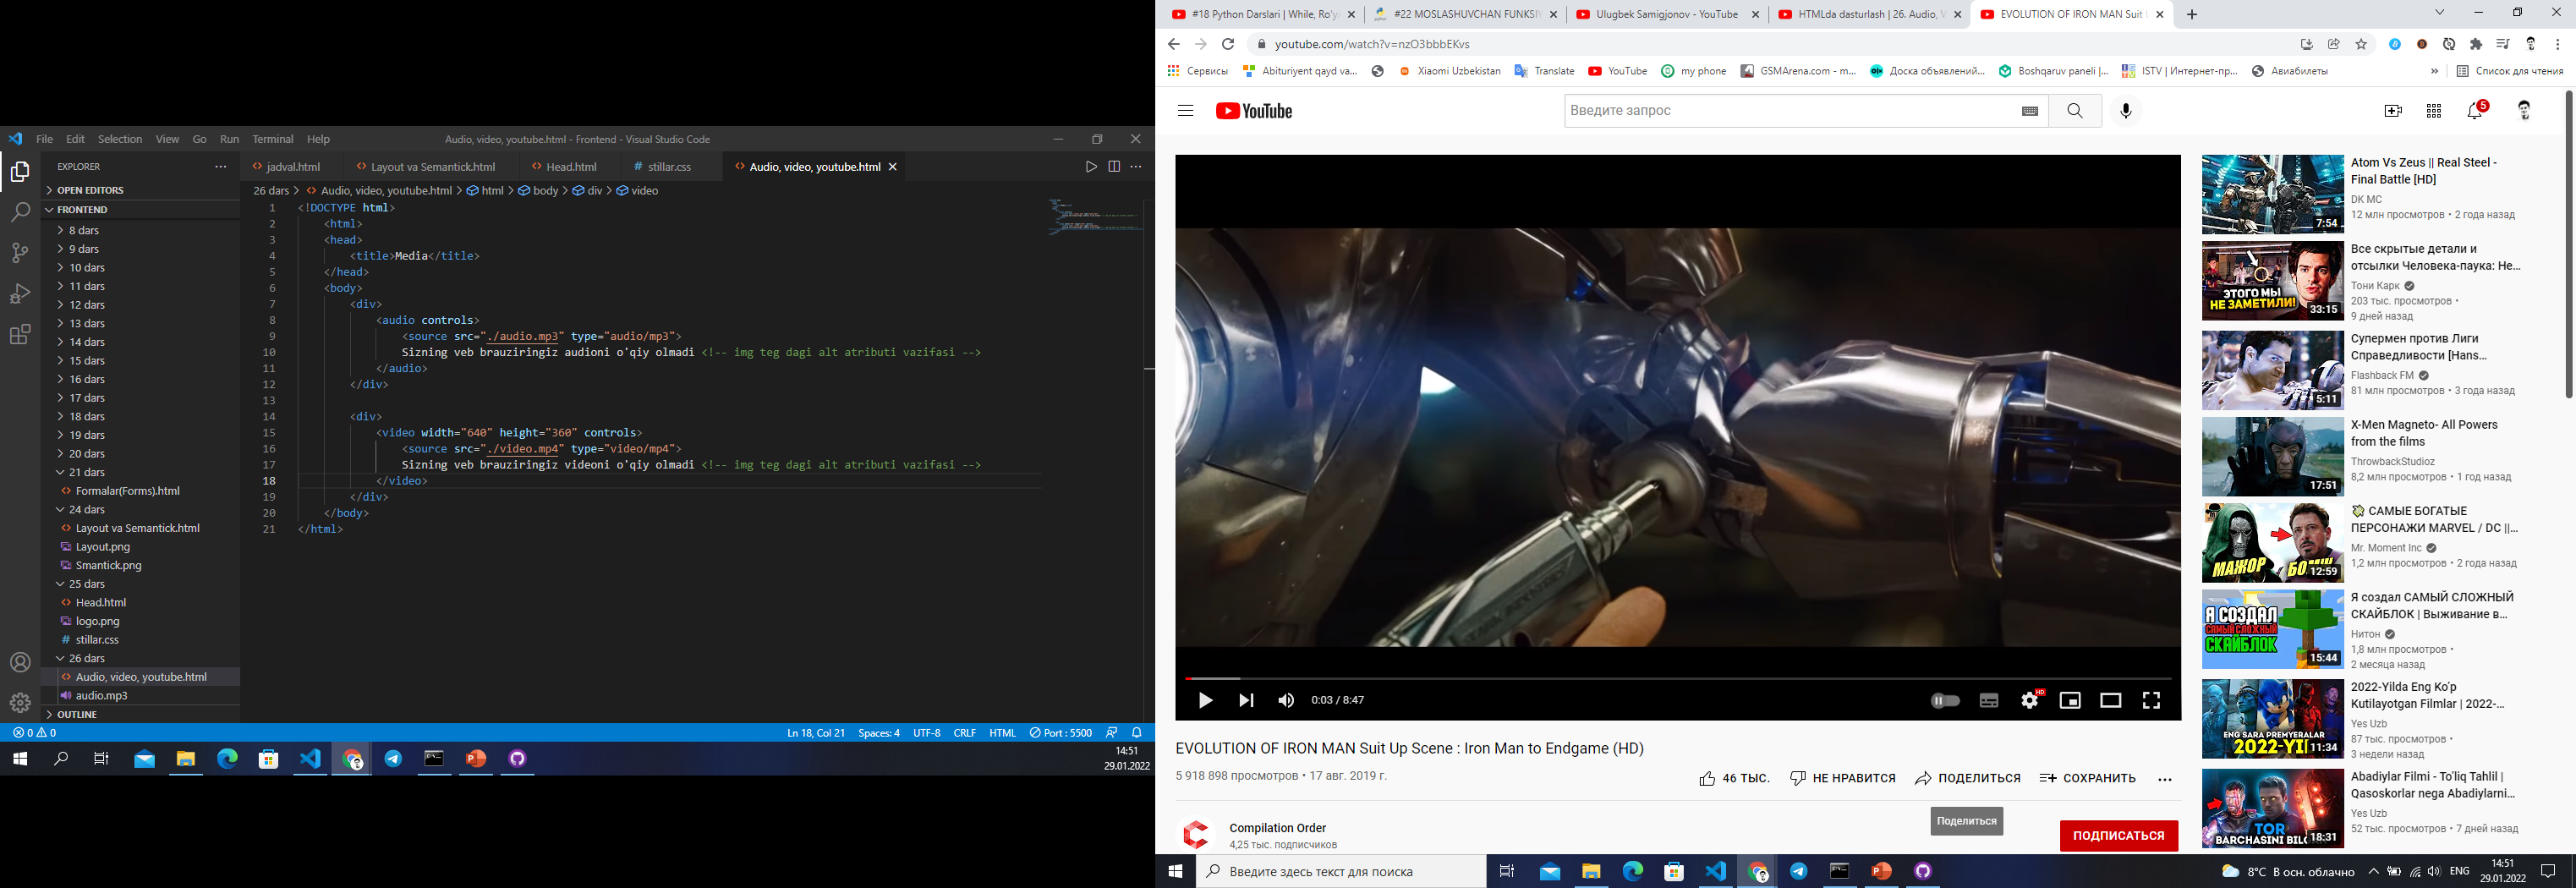 File Edit Selection View Go Run Terminal Help
Audio, video, youtube.html - Frontend - Visual Studio Code
EXPLORER
OPEN EDITORS
FRONTEND
8 dars
9 dars
10 dars
11 dars
12 dars
13 dars
14 dars
15 dars
16 dars
17 dars
18 dars
19 dars
20 dars
21 dars
Formalar(Forms).html
24 dars
Layout va Semantick.html
Layout.png
Smantick.png
25 dars
Head.html
logo.png
stillar.css
26 dars
Audio, video, youtube.html
audio.mp3
OUTLINE
jadval.html Layout va Semantick.html Head.html stillar.css Audio, video, youtube.html
26 dars > Audio, video, youtube.html > html > body > div > video
1 <!DOCTYPE html>
2 <html>
3 <head>
4 <title>Media</title>
5 </head>
6 <body>
7 <div>
8 <audio controls>
9 <source src="./audio.mp3" type="audio/mp3">
10 Sizning veb brauziringiz audioni o'qiy olmadi <!-- img teg dagi alt atributi vazifasi -->
11 </audio>
12 </div>
13
14 <div>
15 <video width="640" height="360" controls>
16 <source src="./video.mp4" type="video/mp4">
17 Sizning veb brauziringiz videoni o'qiy olmadi <!-- img teg dagi alt atributi vazifasi -->
18 </video>
19 </div>
20 </body>
21 </html>
0 0
Ln 18, Col 21 Spaces: 4 UTF-8 CRLF HTML Port : 5500
14:51
29.01.2022
#18 Python Darslari | While, Ro'y
#22 MOSLASHUVCHAN FUNKSIY
Ulugbek Samigjonov - YouTube
HTMLda dasturlash | 26. Audio, V
EVOLUTION OF IRON MAN Suit U
youtube.com/watch?v=nzO3bbbEKvs
Сервисы
Abituriyent qayd va...
Xiaomi Uzbekistan
Translate
YouTube
my phone
GSMArena.com - m...
Доска объявлений...
Boshqaruv paneli |...
ISTV | Интернет-пр...
Авиабилеты
»
Список для чтения
YouTube
Введите запрос
5
0:03 / 8:47
HD
EVOLUTION OF IRON MAN Suit Up Scene : Iron Man to Endgame (HD)
5 918 898 просмотров • 17 авг. 2019 г.
46 ТЫС. НЕ НРАВИТСЯ ПОДЕЛИТЬСЯ СОХРАНИТЬ
Поделиться
Compilation Order
4,25 тыс. подписчиков
ПОДПИСАТЬСЯ
7:54
Atom Vs Zeus || Real Steel -
Final Battle [HD]
DK MC
12 млн просмотров • 2 года назад
ЭТОГО МЫ
НЕ ЗАМЕТИЛИ!
33:15
Все скрытые детали и
отсылки Человека-паука: Не...
Тони Карк
203 тыс. просмотров •
9 дней назад
5:11
Супермен против Лиги
Справедливости [Hans...
Flashback FM
81 млн просмотров • 3 года назад
17:51
X-Men Magneto- All Powers
from the films
ThrowbackStudioz
8,2 млн просмотров • 1 год назад
МАЖОР
БОМЖ
12:59
САМЫЕ БОГАТЫЕ
ПЕРСОНАЖИ MARVEL / DC ||...
Mr. Moment Inc
1,2 млн просмотров • 2 года назад
Я СОЗДАЛ
САМЫЙ СЛОЖНЫЙ
СКАЙБЛОК
15:44
Я создал САМЫЙ СЛОЖНЫЙ
СКАЙБЛОК | Выживание в...
Нитон
1,8 млн просмотров •
2 месяца назад
ENG SARA PREMYERALAR
2022-YIL
11:34
2022-Yilda Eng Ko'p
Kutilayotgan Filmlar | 2022-...
Yes Uzb
87 тыс. просмотров •
3 недели назад
TOR
BARCHASINI BILG
18:31
Abadiylar Filmi - To'liq Tahlil |
Qasoskorlar nega Abadiylarni...
Yes Uzb
52 тыс. просмотров • 7 дней назад
Введите здесь текст для поиска
8°C В осн. облачно
ENG
14:51
29.01.2022